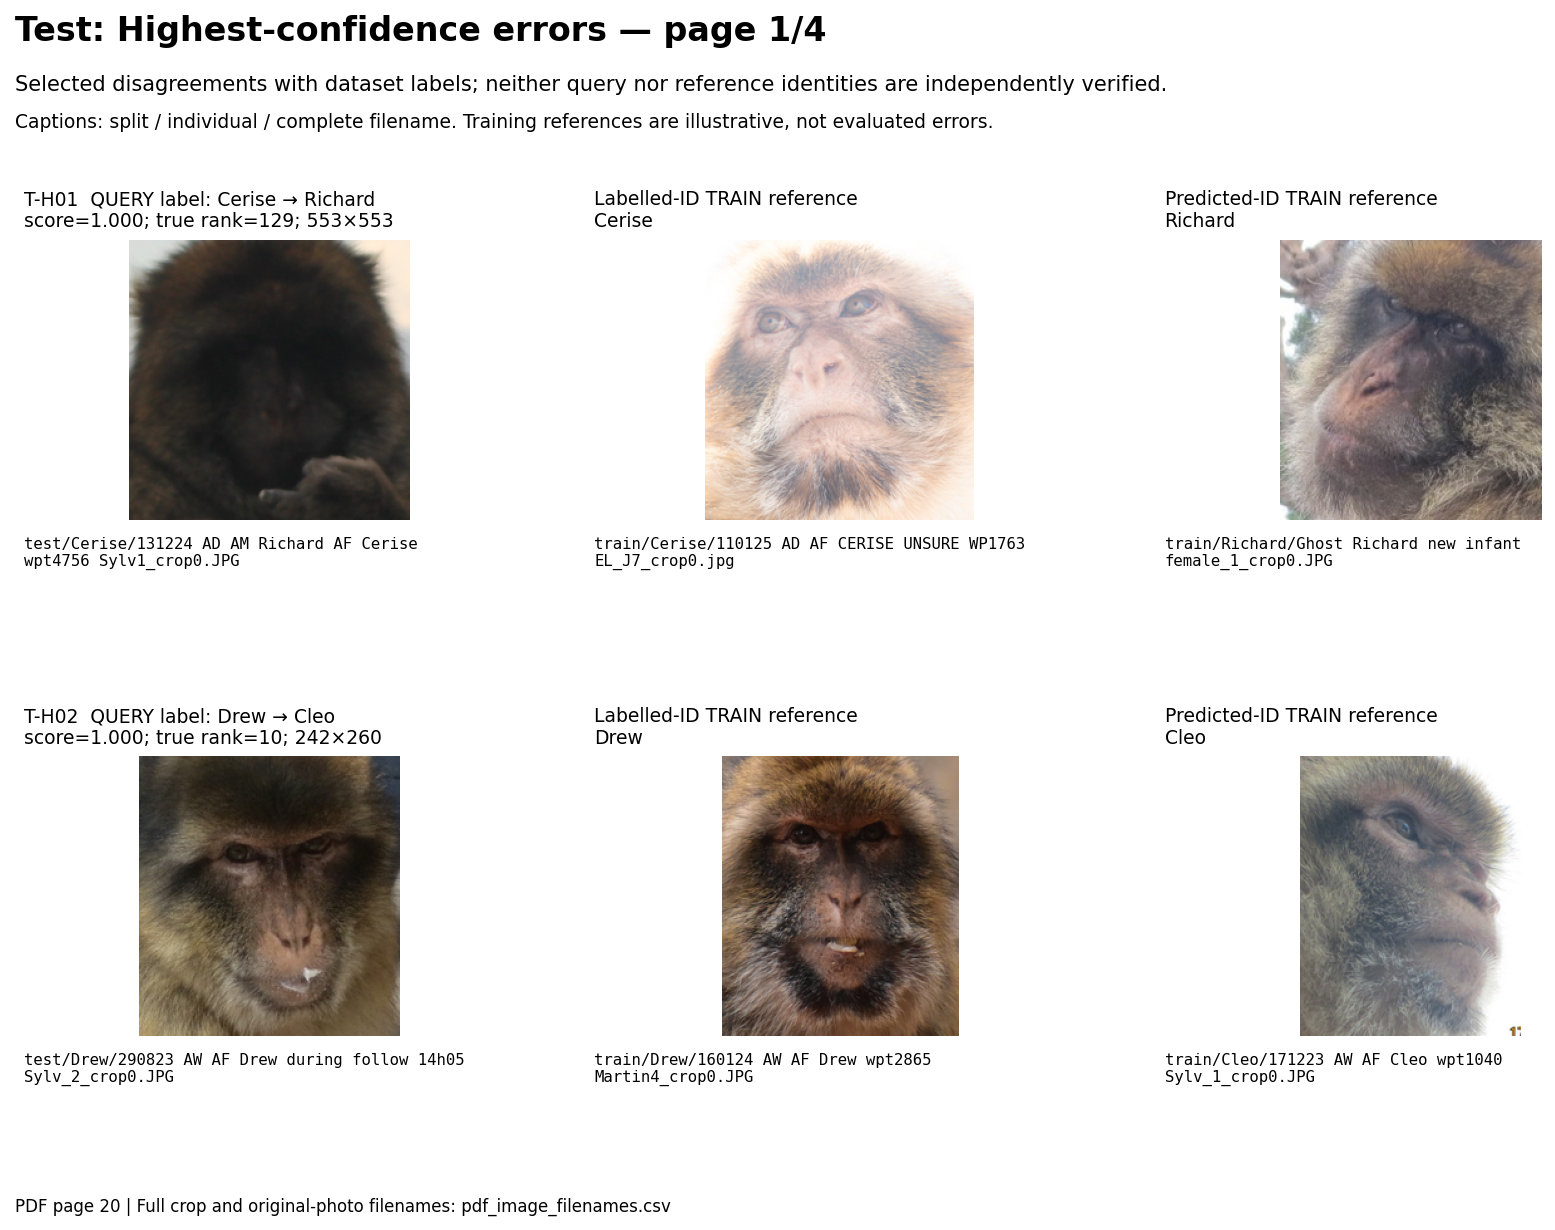 Test: Highest-confidence errors — page 1/4
Selected disagreements with dataset labels; neither query nor reference identities are independently verified.
Captions: split / individual / complete filename. Training references are illustrative, not evaluated errors.
T-H01  QUERY label: Cerise → Richard
score=1.000; true rank=129; 553×553
Labelled-ID TRAIN reference
Cerise
Predicted-ID TRAIN reference
Richard
test/Cerise/131224 AD AM Richard AF Cerise
wpt4756 Sylv1_crop0.JPG
train/Cerise/110125 AD AF CERISE UNSURE WP1763
EL_J7_crop0.jpg
train/Richard/Ghost Richard new infant
female_1_crop0.JPG
T-H02  QUERY label: Drew → Cleo
score=1.000; true rank=10; 242×260
Labelled-ID TRAIN reference
Drew
Predicted-ID TRAIN reference
Cleo
test/Drew/290823 AW AF Drew during follow 14h05
Sylv_2_crop0.JPG
train/Drew/160124 AW AF Drew wpt2865
Martin4_crop0.JPG
train/Cleo/171223 AW AF Cleo wpt1040
Sylv_1_crop0.JPG
PDF page 20 | Full crop and original-photo filenames: pdf_image_filenames.csv